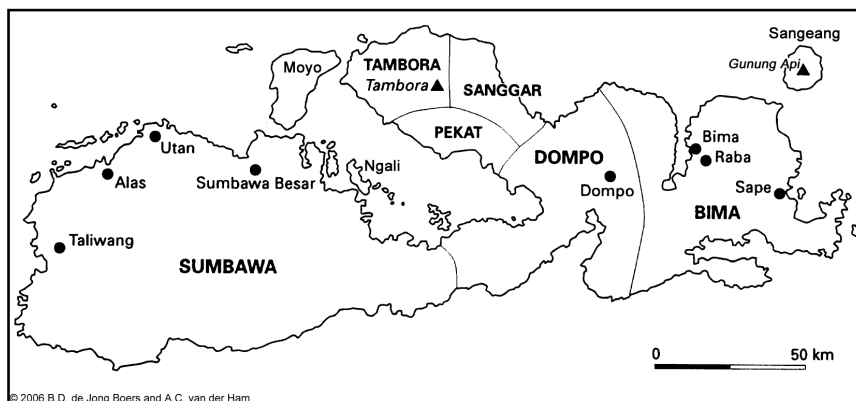 Sangeang
Gunung Api
Moyo
TAMBORA
Tambora
SANGGAR
PEKAT
Utan
Alas
Sumbawa Besar
Ngali
DOMPO
Dompo
Bima
Raba
Sape
BIMA
Taliwang
SUMBAWA
0 50 km
© 2006 B.D. de Jong Boers and A.C. van der Ham